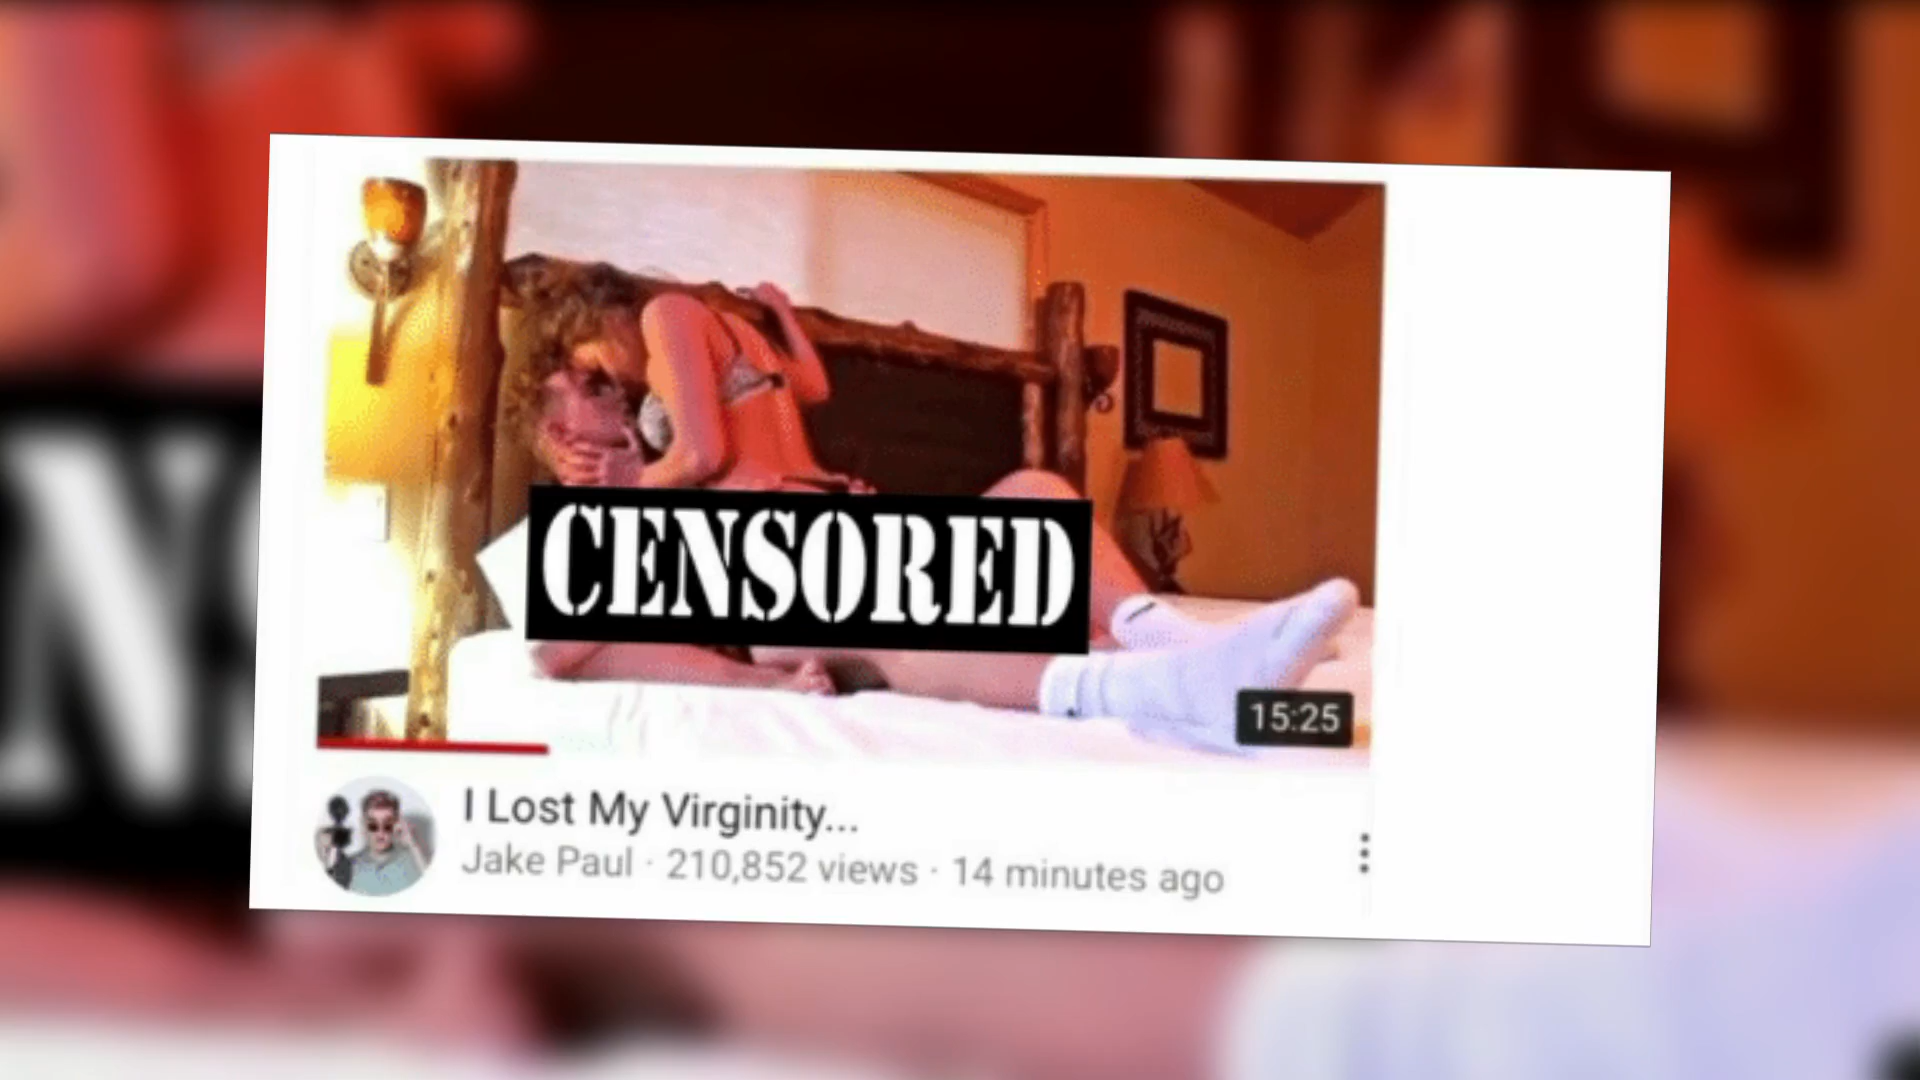 CENSORED
15:25
I Lost My Virginity...
Jake Paul · 210,852 views · 14 minutes ago